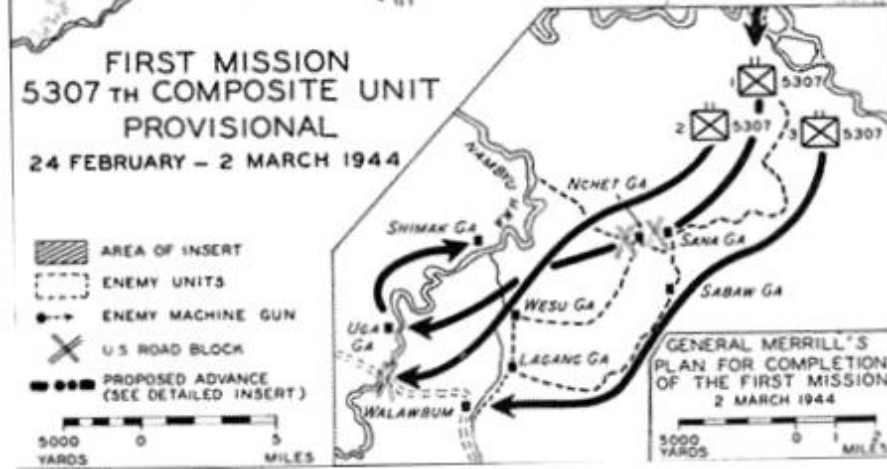 FIRST MISSION
5307TH COMPOSITE UNIT
PROVISIONAL
24 FEBRUARY – 2 MARCH 1944
AREA OF INSERT
ENEMY UNITS
ENEMY MACHINE GUN
U.S ROAD BLOCK
PROPOSED ADVANCE
(SEE DETAILED INSERT)
5000 0 5
YARDS MILES
1 5307
2 5307
3 5307
NAMBYU HKA
NCHET GA
SHIMAK GA
SANA GA
SABAW GA
WESU GA
UGA
GA
LAGANG GA
WALAWBUM
GENERAL MERRILL'S
PLAN FOR COMPLETION
OF THE FIRST MISSION
2 MARCH 1944
5000 0 1 2
YARDS MILES